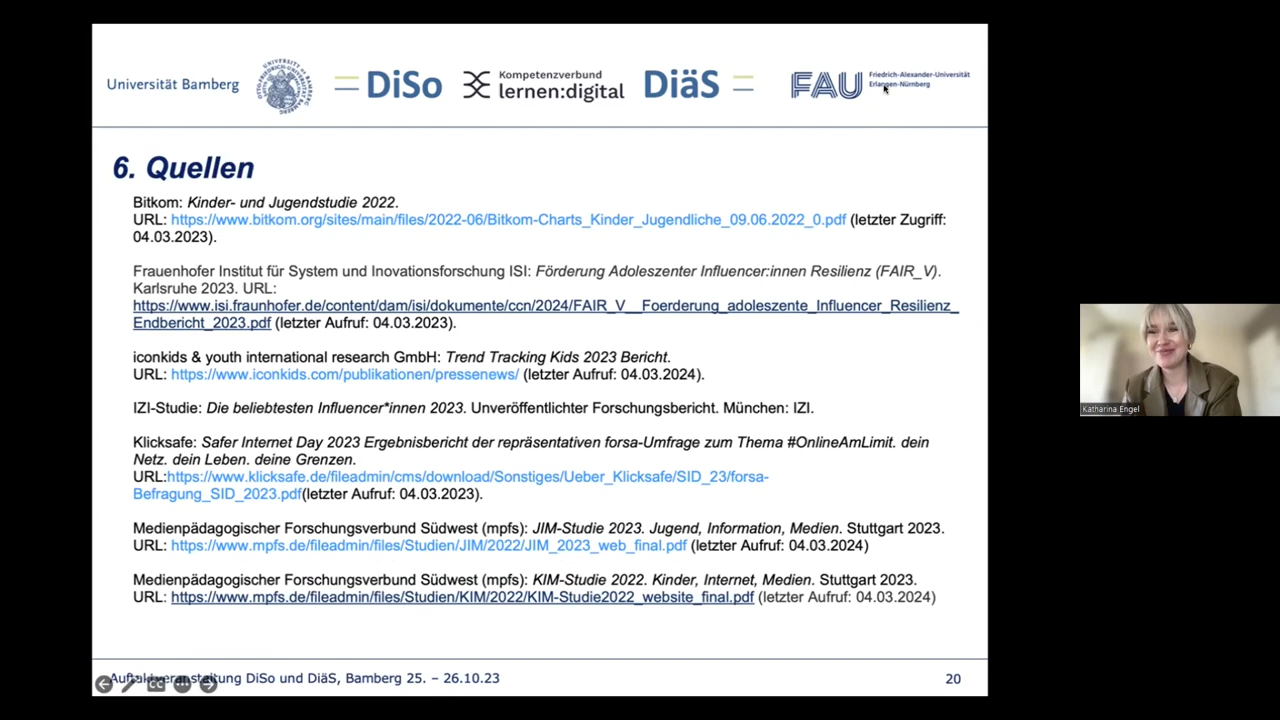 Universität Bamberg
DiSo
Kompetenzverbund
lernen:digital
DiäS
FAU
Friedrich-Alexander-Universität
Erlangen-Nürnberg
6. Quellen
Bitkom: Kinder- und Jugendstudie 2022.
URL: https://www.bitkom.org/sites/main/files/2022-06/Bitkom-Charts_Kinder_Jugendliche_09.06.2022_0.pdf (letzter Zugriff:
04.03.2023).
Frauenhofer Institut für System und Inovationsforschung ISI: Förderung Adoleszenter Influencer:innen Resilienz (FAIR_V).
Karlsruhe 2023. URL:
https://www.isi.fraunhofer.de/content/dam/isi/dokumente/ccn/2024/FAIR_V__Foerderung_adoleszente_Influencer_Resilienz_
Endbericht_2023.pdf (letzter Aufruf: 04.03.2023).
iconkids & youth international research GmbH: Trend Tracking Kids 2023 Bericht.
URL: https://www.iconkids.com/publikationen/pressenews/ (letzter Aufruf: 04.03.2024).
IZI-Studie: Die beliebtesten Influencer*innen 2023. Unveröffentlichter Forschungsbericht. München: IZI.
Klicksafe: Safer Internet Day 2023 Ergebnisbericht der repräsentativen forsa-Umfrage zum Thema #OnlineAmLimit. dein
Netz. dein Leben. deine Grenzen.
URL:https://www.klicksafe.de/fileadmin/cms/download/Sonstiges/Ueber_Klicksafe/SID_23/forsa-
Befragung_SID_2023.pdf(letzter Aufruf: 04.03.2023).
Medienpädagogischer Forschungsverbund Südwest (mpfs): JIM-Studie 2023. Jugend, Information, Medien. Stuttgart 2023.
URL: https://www.mpfs.de/fileadmin/files/Studien/JIM/2022/JIM_2023_web_final.pdf (letzter Aufruf: 04.03.2024)
Medienpädagogischer Forschungsverbund Südwest (mpfs): KIM-Studie 2022. Kinder, Internet, Medien. Stuttgart 2023.
URL: https://www.mpfs.de/fileadmin/files/Studien/KIM/2022/KIM-Studie2022_website_final.pdf (letzter Aufruf: 04.03.2024)
Auftaktveranstaltung DiSo und DiäS, Bamberg 25. – 26.10.23
20
Katharina Engel